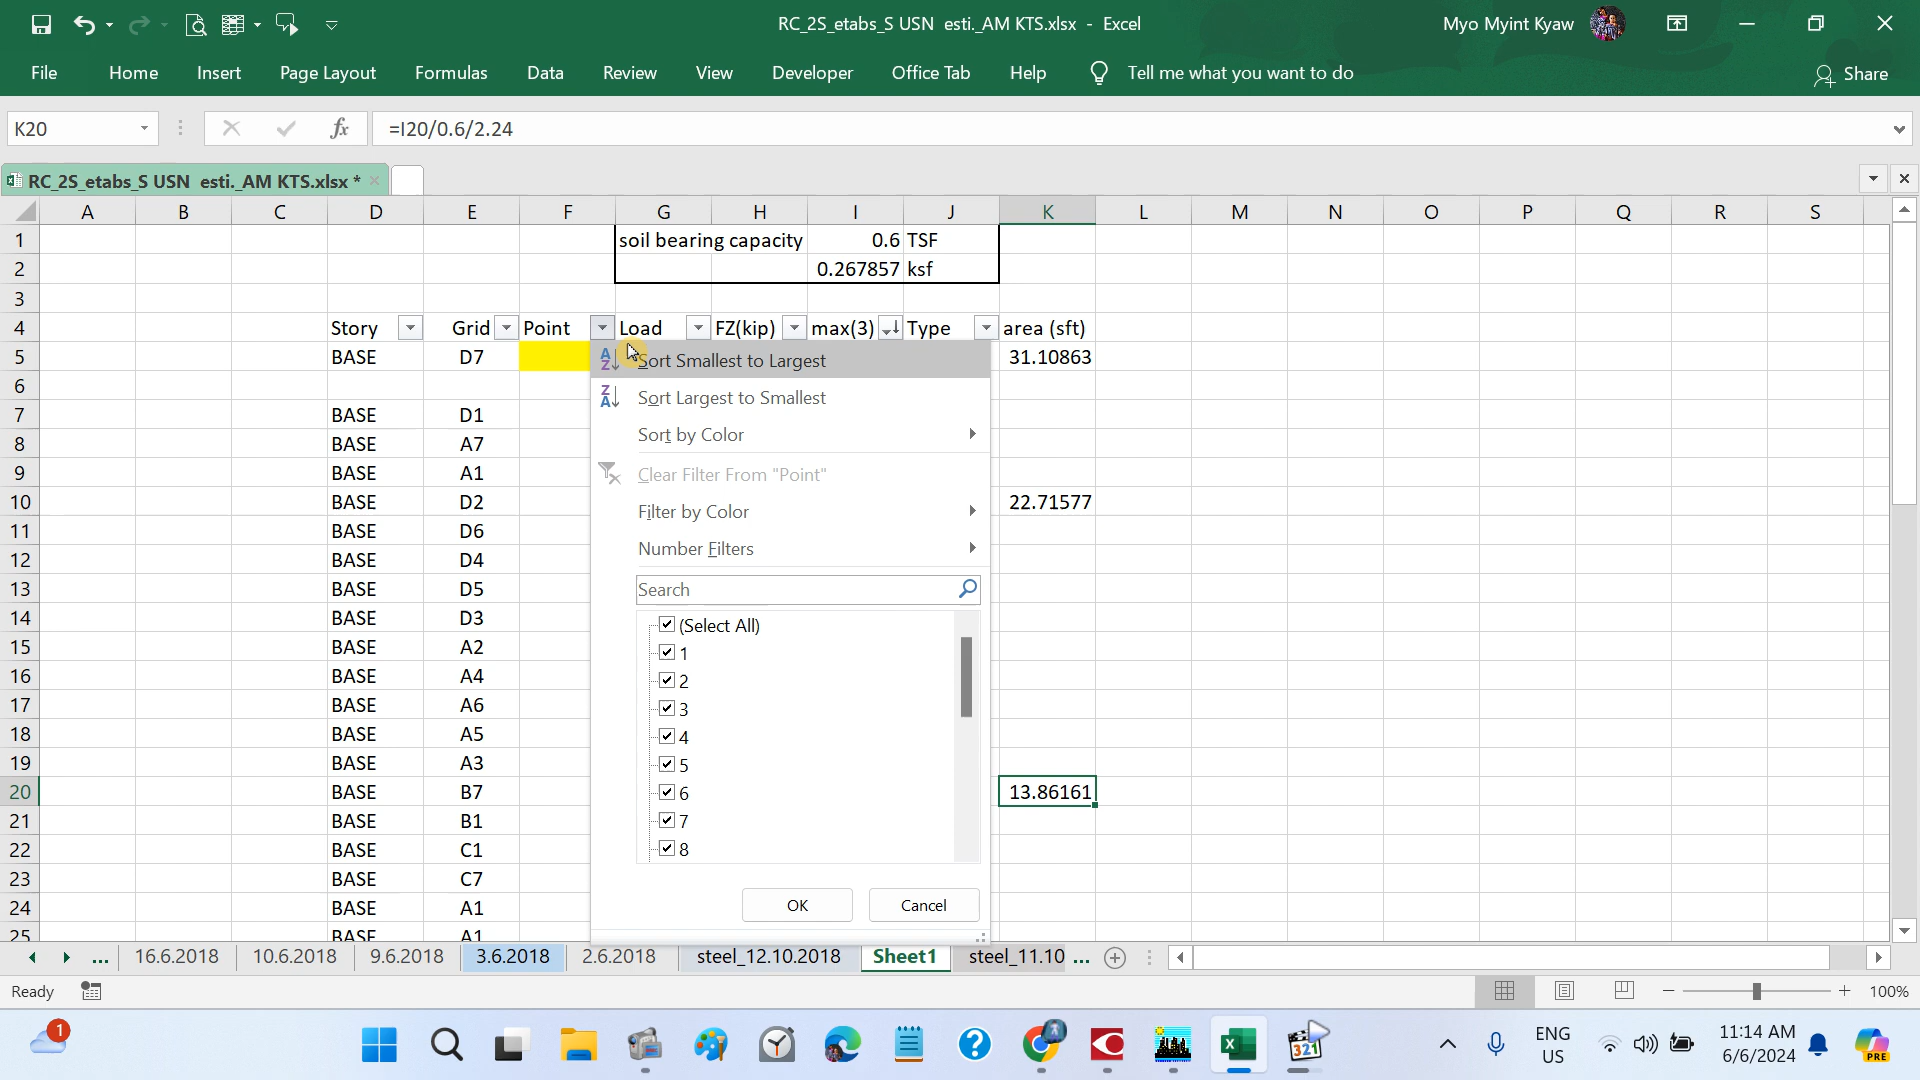 RC_2S_etabs_S USN esti._AM KTS.xlsx - Excel
Myo Myint Kyaw
File Home Insert Page Layout Formulas Data Review View Developer Office Tab Help Tell me what you want to do Share
K20 fx =I20/0.6/2.24
RC_2S_etabs_S USN esti._AM KTS.xlsx *
A B C D E F G H I J K L M N O P Q R S
1 soil bearing capacity 0.6 TSF
2 0.267857 ksf
3
4 Story Grid Point Load FZ(kip) max(3) Type area (sft)
5 BASE D7 31.10863
6
7 BASE D1
8 BASE A7
9 BASE A1
10 BASE D2 22.71577
11 BASE D6
12 BASE D4
13 BASE D5
14 BASE D3
15 BASE A2
16 BASE A4
17 BASE A6
18 BASE A5
19 BASE A3
20 BASE B7 13.86161
21 BASE B1
22 BASE C1
23 BASE C7
24 BASE A1
25 BASE A1
Sort Smallest to Largest
Sort Largest to Smallest
Sort by Color
Clear Filter From "Point"
Filter by Color
Number Filters
Search
(Select All)
1
2
3
4
5
6
7
8
OK Cancel
... 16.6.2018 10.6.2018 9.6.2018 3.6.2018 2.6.2018 steel_12.10.2018 Sheet1 steel_11.10 ...
Ready 100%
1 321 ENG
US
11:14 AM
6/6/2024
PRE